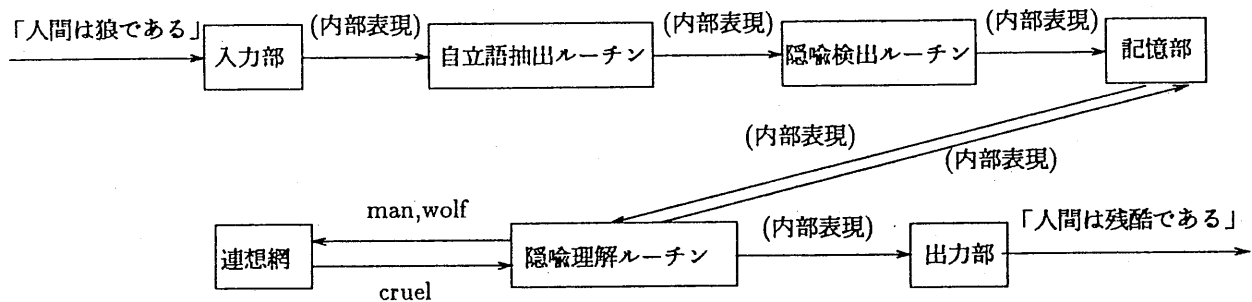 「人間は狼である」
(内部表現)
(内部表現)
(内部表現)
入力部
自立語抽出ルーチン
隠喩検出ルーチン
記憶部
(内部表現)
(内部表現)
man,wolf
(内部表現)
「人間は残酷である」
連想網
隠喩理解ルーチン
出力部
cruel